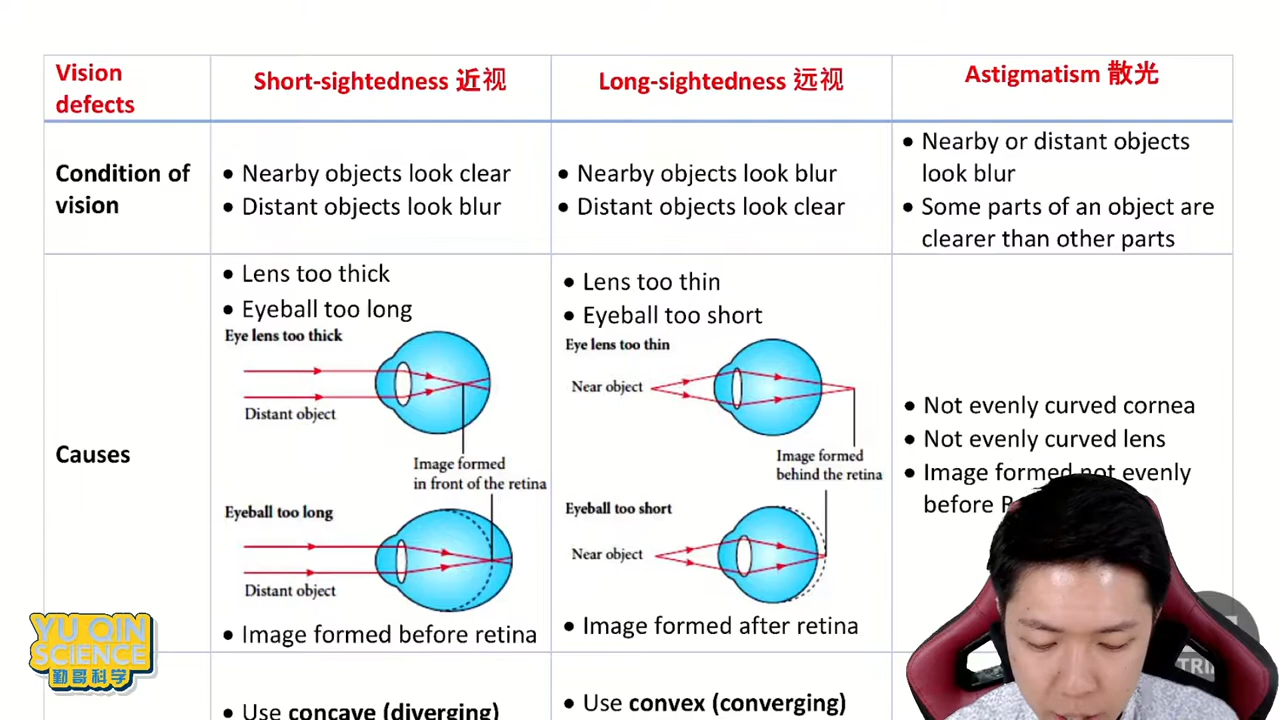 Vision
defects
Short-sightedness 近视
Long-sightedness 远视
Astigmatism 散光
Condition of
vision
• Nearby objects look clear
• Distant objects look blur
• Nearby objects look blur
• Distant objects look clear
• Nearby or distant objects
look blur
• Some parts of an object are
clearer than other parts
Causes
• Lens too thick
• Eyeball too long
Eye lens too thick
Distant object
Image formed
in front of the retina
Eyeball too long
Distant object
• Image formed before retina
• Lens too thin
• Eyeball too short
Eye lens too thin
Near object
Image formed
behind the retina
Eyeball too short
Near object
• Image formed after retina
• Not evenly curved cornea
• Not evenly curved lens
• Image formed not evenly
before
• Use concave (diverging)
• Use convex (converging)
YU QIN
SCIENCE
勤哥科学